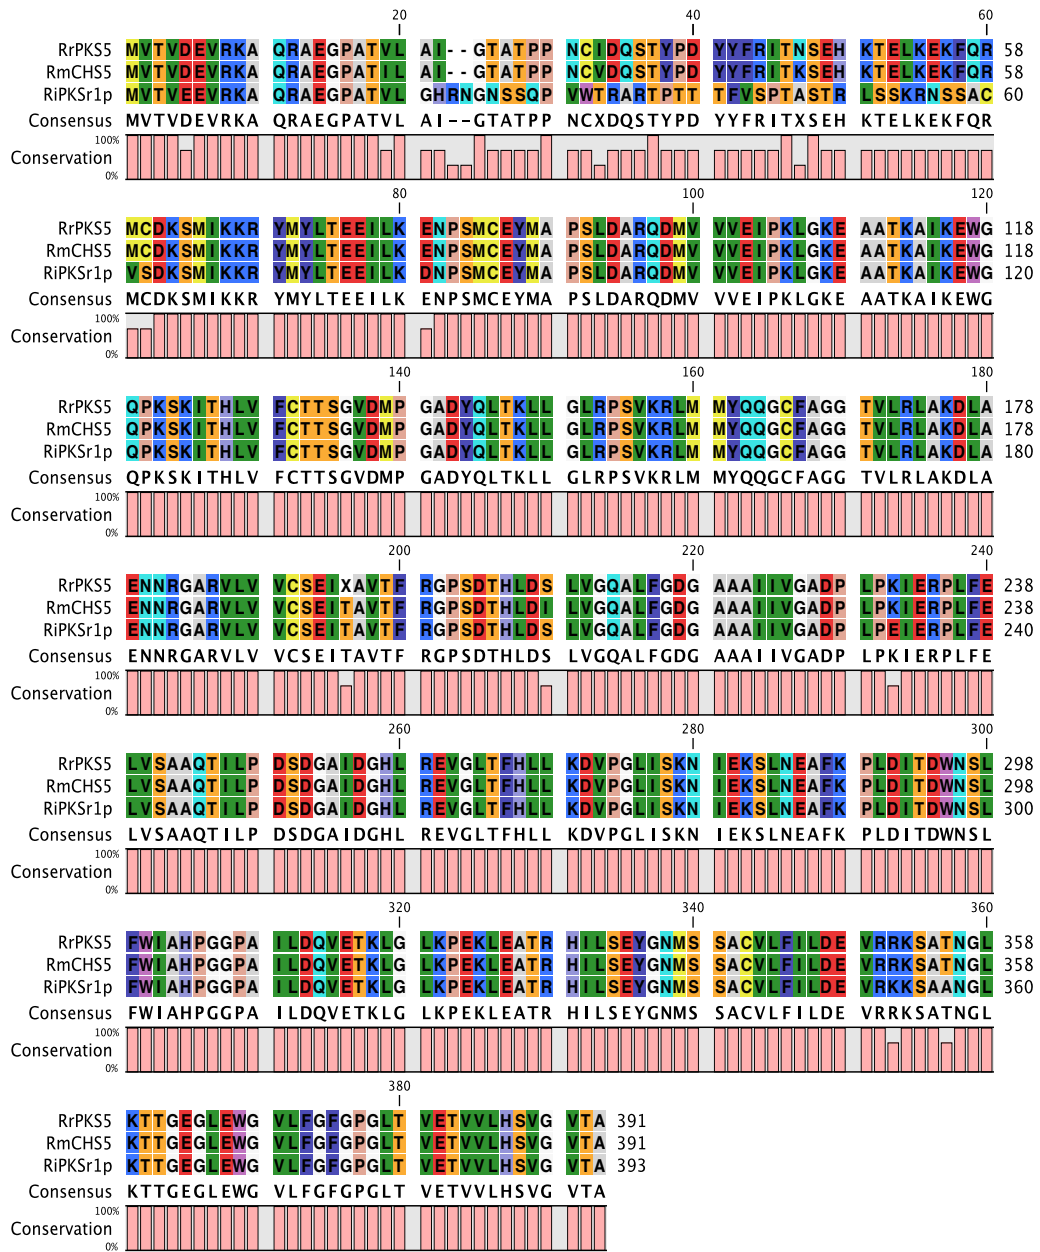 20 40 60
RrPKS5 MVTVDEVRKA QRAEGPATVL AI--GTATPP NCIDQSTYPD YYFRITNSEH KTELKEKFQR 58
RmCHS5 MVTVDEVRKA QRAEGPATIL AI--GTATPP NCVDQSTYPD YYFRITKSEH KTELKEKFQR 58
RiPKSr1p MVTVEEVRKA QRAEGPATVL GHRNGNSSQP VWTRARTPTT TFVSPTASTR LSSKRNSSAC 60
Consensus MVTVDEVRKA QRAEGPATVL AI--GTATPP NCXDQSTYPD YYFRITXSEH KTELKEKFQR
100%
Conservation
0%
80 100 120
RrPKS5 MCDKSMIKKR YMYLTEEILK ENPSMCEYMA PSLDARQDMV VVEIPKLGKE AATKAIKEWG 118
RmCHS5 MCDKSMIKKR YMYLTEEILK ENPSMCEYMA PSLDARQDMV VVEIPKLGKE AATKAIKEWG 118
RiPKSr1p VSDKSMIKKR YMYLTEEILK DNPSMCEYMA PSLDARQDMV VVEIPKLGKE AATKAIKEWG 120
Consensus MCDKSMIKKR YMYLTEEILK ENPSMCEYMA PSLDARQDMV VVEIPKLGKE AATKAIKEWG
100%
Conservation
0%
140 160 180
RrPKS5 QPKSKITHLV FCTTSGVDMP GADYQLTKLL GLRPSVKRLM MYQQGCFAGG TVLRLAKDLA 178
RmCHS5 QPKSKITHLV FCTTSGVDMP GADYQLTKLL GLRPSVKRLM MYQQGCFAGG TVLRLAKDLA 178
RiPKSr1p QPKSKITHLV FCTTSGVDMP GADYQLTKLL GLRPSVKRLM MYQQGCFAGG TVLRLAKDLA 180
Consensus QPKSKITHLV FCTTSGVDMP GADYQLTKLL GLRPSVKRLM MYQQGCFAGG TVLRLAKDLA
100%
Conservation
0%
200 220 240
RrPKS5 ENNRGARVLV VCSEIXAVTF RGPSDTHLDS LVGQALFGDG AAAIIVGADP LPKIERPLFE 238
RmCHS5 ENNRGARVLV VCSEITAVTF RGPSDTHLDI LVGQALFGDG AAAIIVGADP LPKIERPLFE 238
RiPKSr1p ENNRGARVLV VCSEITAVTF RGPSDTHLDS LVGQALFGDG AAAIIVGADP LPEIERPLFE 240
Consensus ENNRGARVLV VCSEITAVTF RGPSDTHLDS LVGQALFGDG AAAIIVGADP LPKIERPLFE
100%
Conservation
0%
260 280 300
RrPKS5 LVSAAQTILP DSDGAIDGHL REVGLTFHLL KDVPGLISKN IEKSLNEAFK PLDITDWNSL 298
RmCHS5 LVSAAQTILP DSDGAIDGHL REVGLTFHLL KDVPGLISKN IEKSLNEAFK PLDITDWNSL 298
RiPKSr1p LVSAAQTILP DSDGAIDGHL REVGLTFHLL KDVPGLISKN IEKSLNEAFK PLDITDWNSL 300
Consensus LVSAAQTILP DSDGAIDGHL REVGLTFHLL KDVPGLISKN IEKSLNEAFK PLDITDWNSL
100%
Conservation
0%
320 340 360
RrPKS5 FWIAHPGGPA ILDQVETKLG LKPEKLEATR HILSEYGNMS SACVLFILDE VRRKSATNGL 358
RmCHS5 FWIAHPGGPA ILDQVETKLG LKPEKLEATR HILSEYGNMS SACVLFILDE VRRKSATNGL 358
RiPKSr1p FWIAHPGGPA ILDQVETKLG LKPEKLEATR HILSEYGNMS SACVLFILDE VRKKSAANGL 360
Consensus FWIAHPGGPA ILDQVETKLG LKPEKLEATR HILSEYGNMS SACVLFILDE VRRKSATNGL
100%
Conservation
0%
380
RrPKS5 KTTGEGLEWG VLFGFGPGLT VETVVLHSVG VTA 391
RmCHS5 KTTGEGLEWG VLFGFGPGLT VETVVLHSVG VTA 391
RiPKSr1p KTTGEGLEWG VLFGFGPGLT VETVVLHSVG VTA 393
Consensus KTTGEGLEWG VLFGFGPGLT VETVVLHSVG VTA
100%
Conservation
0%